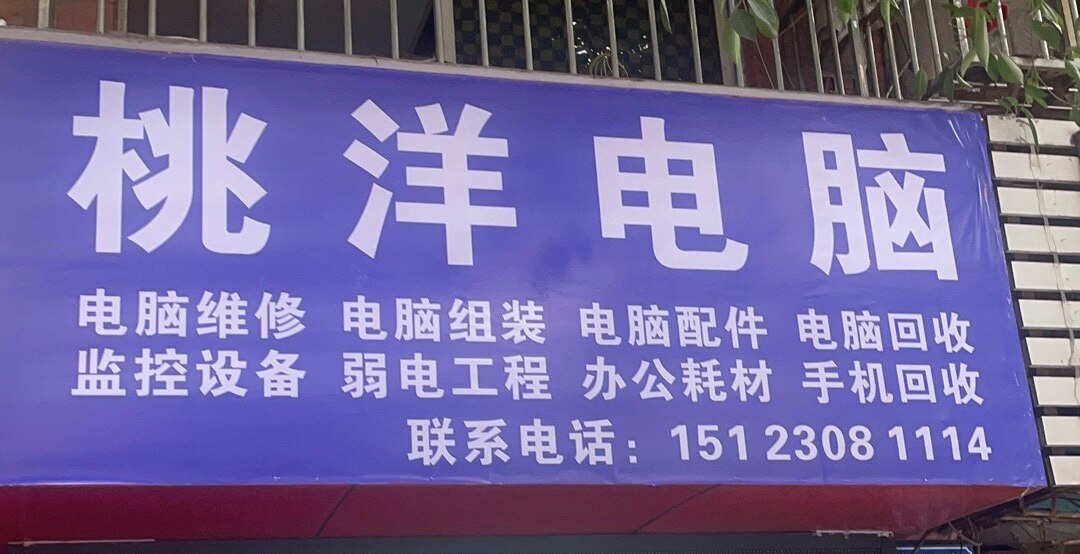 桃洋电脑
电脑维修 电脑组装 电脑配件 电脑回收
监控设备 弱电工程 办公耗材 手机回收
联系电话：151 2308 1114